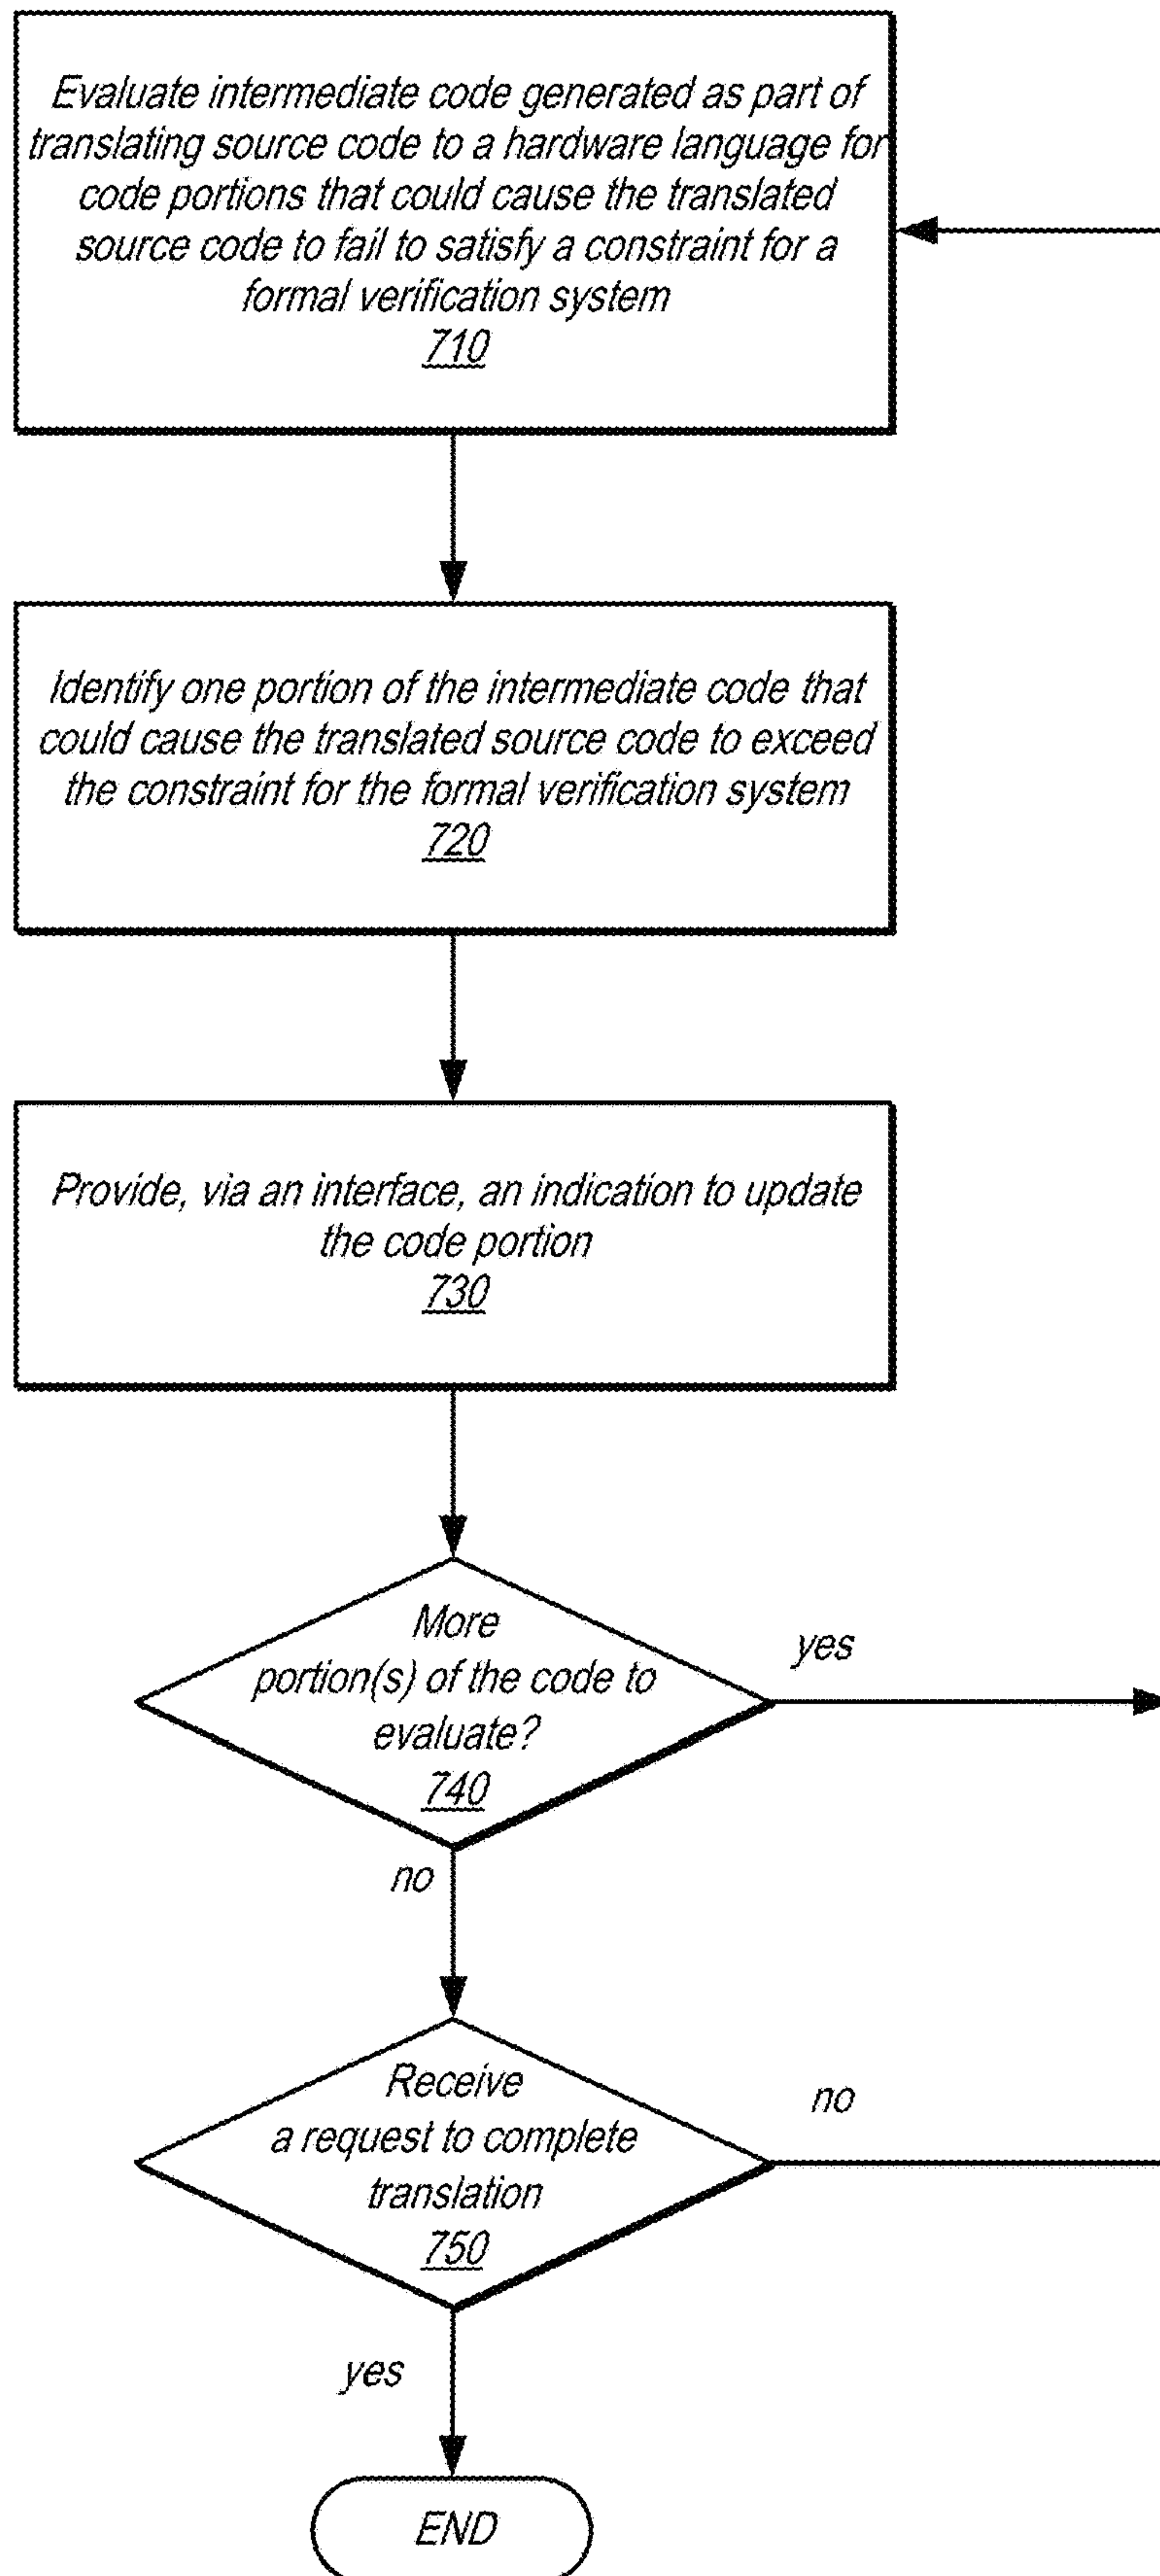 Evaluate intermediate code generated as part of
translating source code to a hardware language for
code portions that could cause the translated
source code to fail to satisfy a constraint for a
formal verification system
710
Identify one portion of the intermediate code that
could cause the translated source code to exceed
the constraint for the formal verification system
720
Provide, via an interface, an indication to update
the code portion
730
More
portion(s) of the code to
evaluate?
740
yes
no
Receive
a request to complete
translation
750
no
yes
END